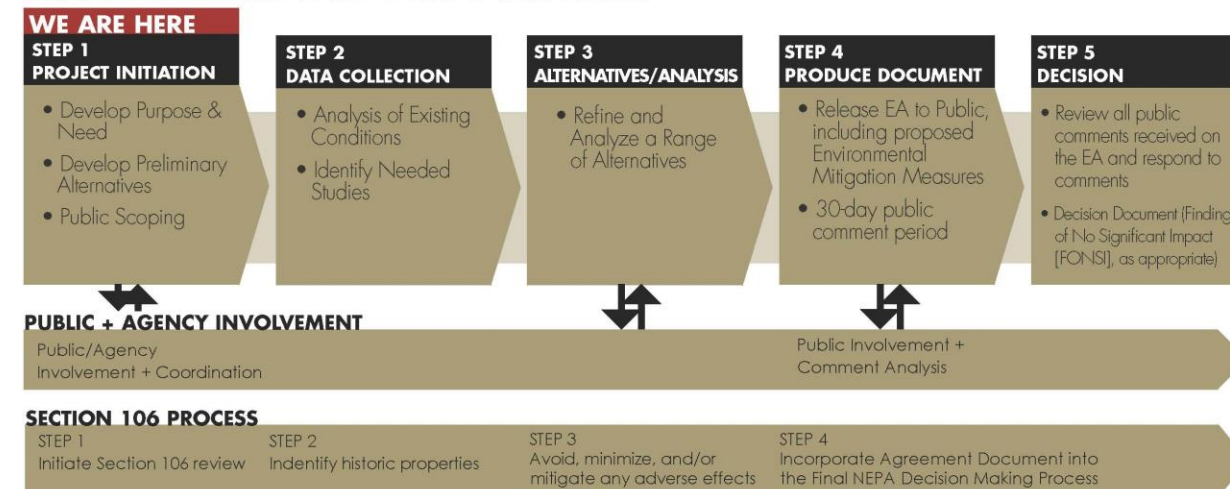 WE ARE HERE
STEP 1
PROJECT INITIATION
• Develop Purpose &
Need
• Develop Preliminary
Alternatives
• Public Scoping
STEP 2
DATA COLLECTION
• Analysis of Existing
Conditions
• Identify Needed
Studies
STEP 3
ALTERNATIVES/ANALYSIS
• Refine and
Analyze a Range
of Alternatives
STEP 4
PRODUCE DOCUMENT
• Release EA to Public,
including proposed
Environmental
Mitigation Measures
• 30-day public
comment period
STEP 5
DECISION
• Review all public
comments received on
the EA and respond to
comments
• Decision Document (Finding
of No Significant Impact
[FONSI], as appropriate)
PUBLIC + AGENCY INVOLVEMENT
Public/Agency
Involvement + Coordination
Public Involvement +
Comment Analysis
SECTION 106 PROCESS
STEP 1
Initiate Section 106 review
STEP 2
Indentify historic properties
STEP 3
Avoid, minimize, and/or
mitigate any adverse effects
STEP 4
Incorporate Agreement Document into
the Final NEPA Decision Making Process